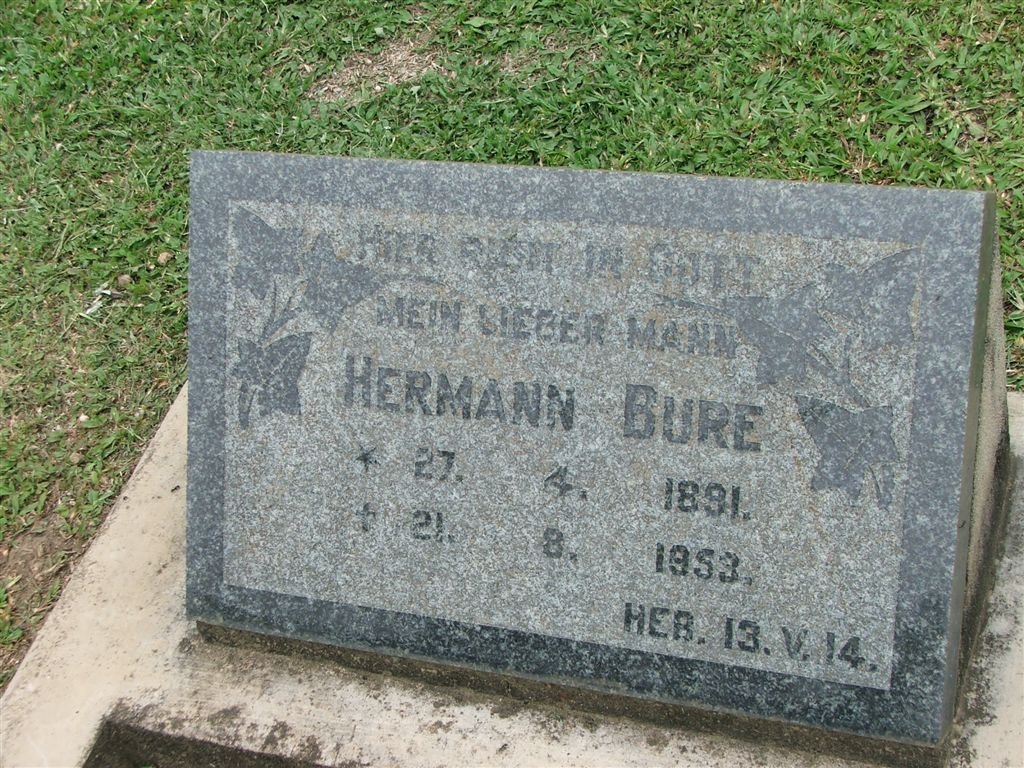 HIER RUHT IN GOTT
MEIN LIEBER MANN
HERMANN BURE
* 27. 4. 1891.
† 21. 8. 1953.
HEB. 13. V. 14.